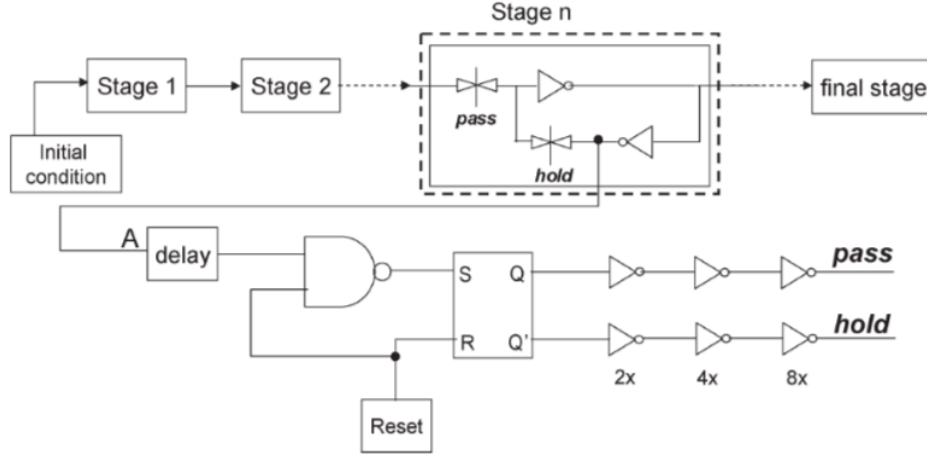 Stage n
Stage 1
Stage 2
final stage
pass
Initial
condition
hold
A
delay
S
Q
pass
R
Q'
hold
2x
4x
8x
Reset